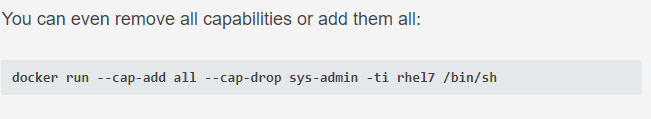 You can even remove all capabilities or add them all:
docker run --cap-add all --cap-drop sys-admin -ti rhel7 /bin/sh